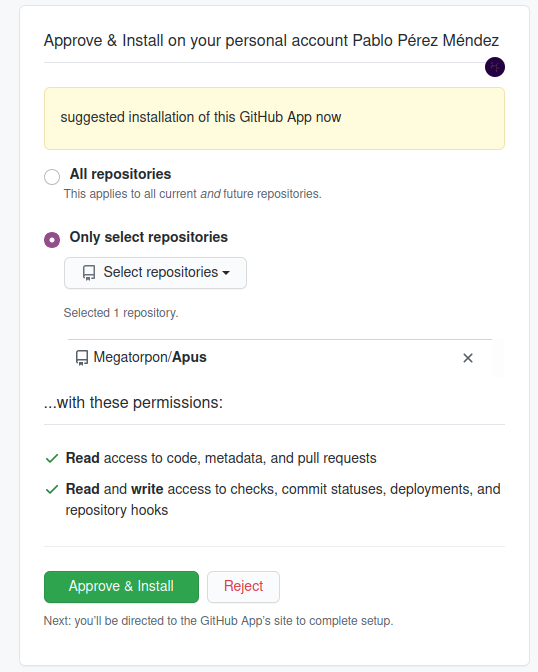 Approve & Install on your personal account Pablo Pérez Méndez
suggested installation of this GitHub App now
All repositories
This applies to all current and future repositories.
Only select repositories
Select repositories
Selected 1 repository.
Megatorpon/Apus
...with these permissions:
Read access to code, metadata, and pull requests
Read and write access to checks, commit statuses, deployments, and
repository hooks
Approve & Install
Reject
Next: you'll be directed to the GitHub App's site to complete setup.